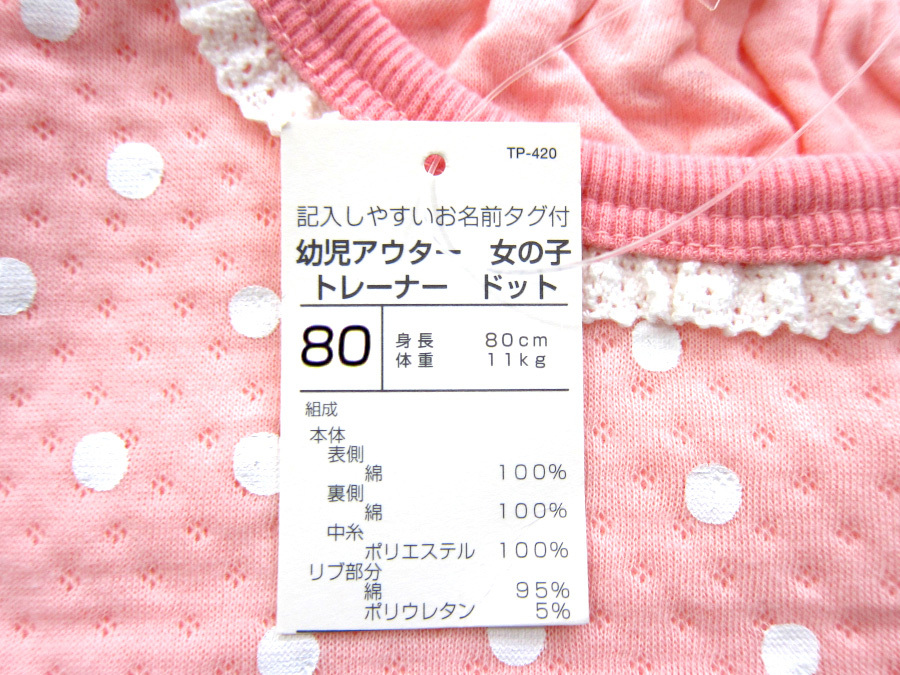 TP-420
記入しやすいお名前タグ付
幼児アウター 女の子
トレーナー ドット
80
身長 80cm
体重 11kg
組成
本体
表側
綿 100%
裏側
綿 100%
中糸
ポリエステル 100%
リブ部分
綿 95%
ポリウレタン 5%